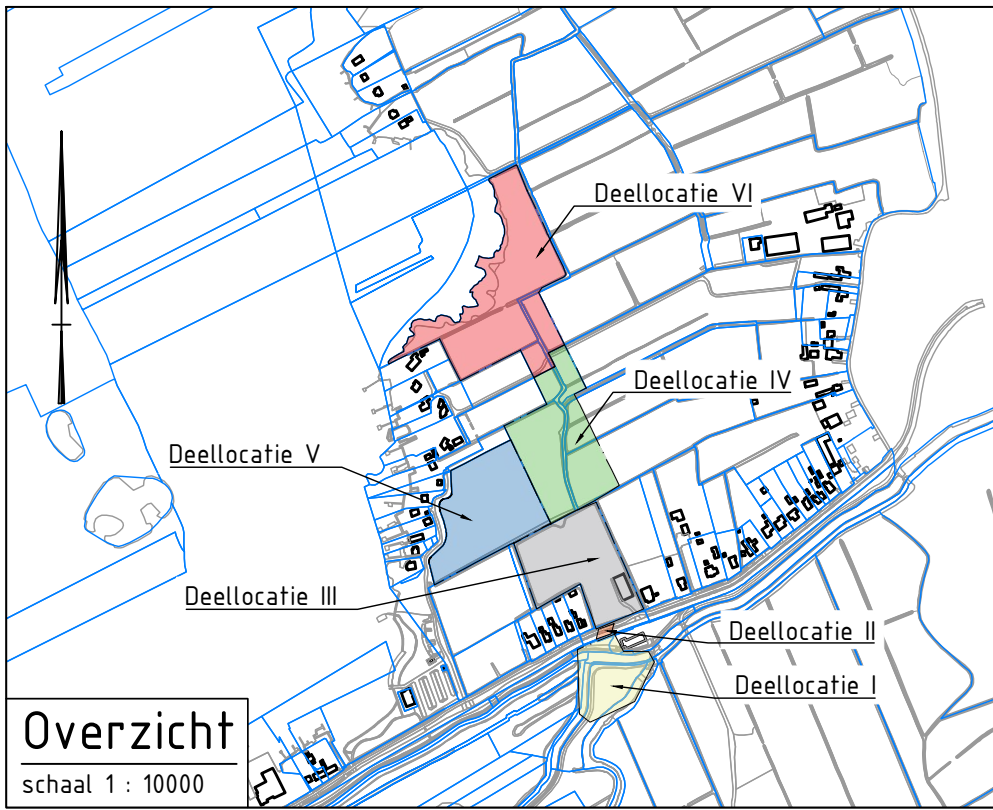 Deellocatie VI
Deellocatie IV
Deellocatie V
Deellocatie III
Deellocatie II
Deellocatie I
Overzicht
schaal 1 : 10000